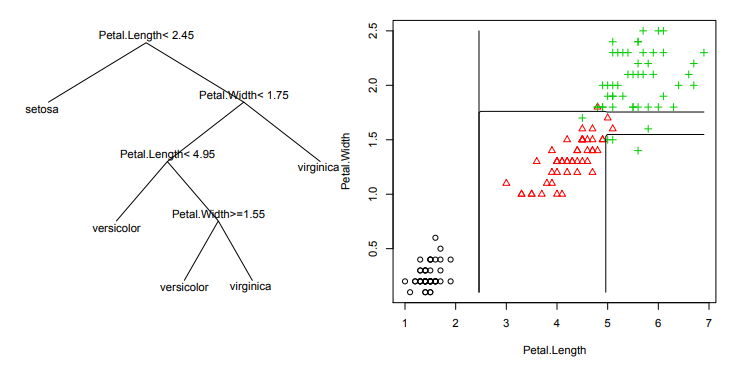 Petal.Length< 2.45
setosa
Petal.Width< 1.75
Petal.Length< 4.95
virginica
versicolor
Petal.Width>=1.55
versicolor
virginica
Petal.Width
2.5
2.0
1.5
1.0
0.5
1 2 3 4 5 6 7
Petal.Length